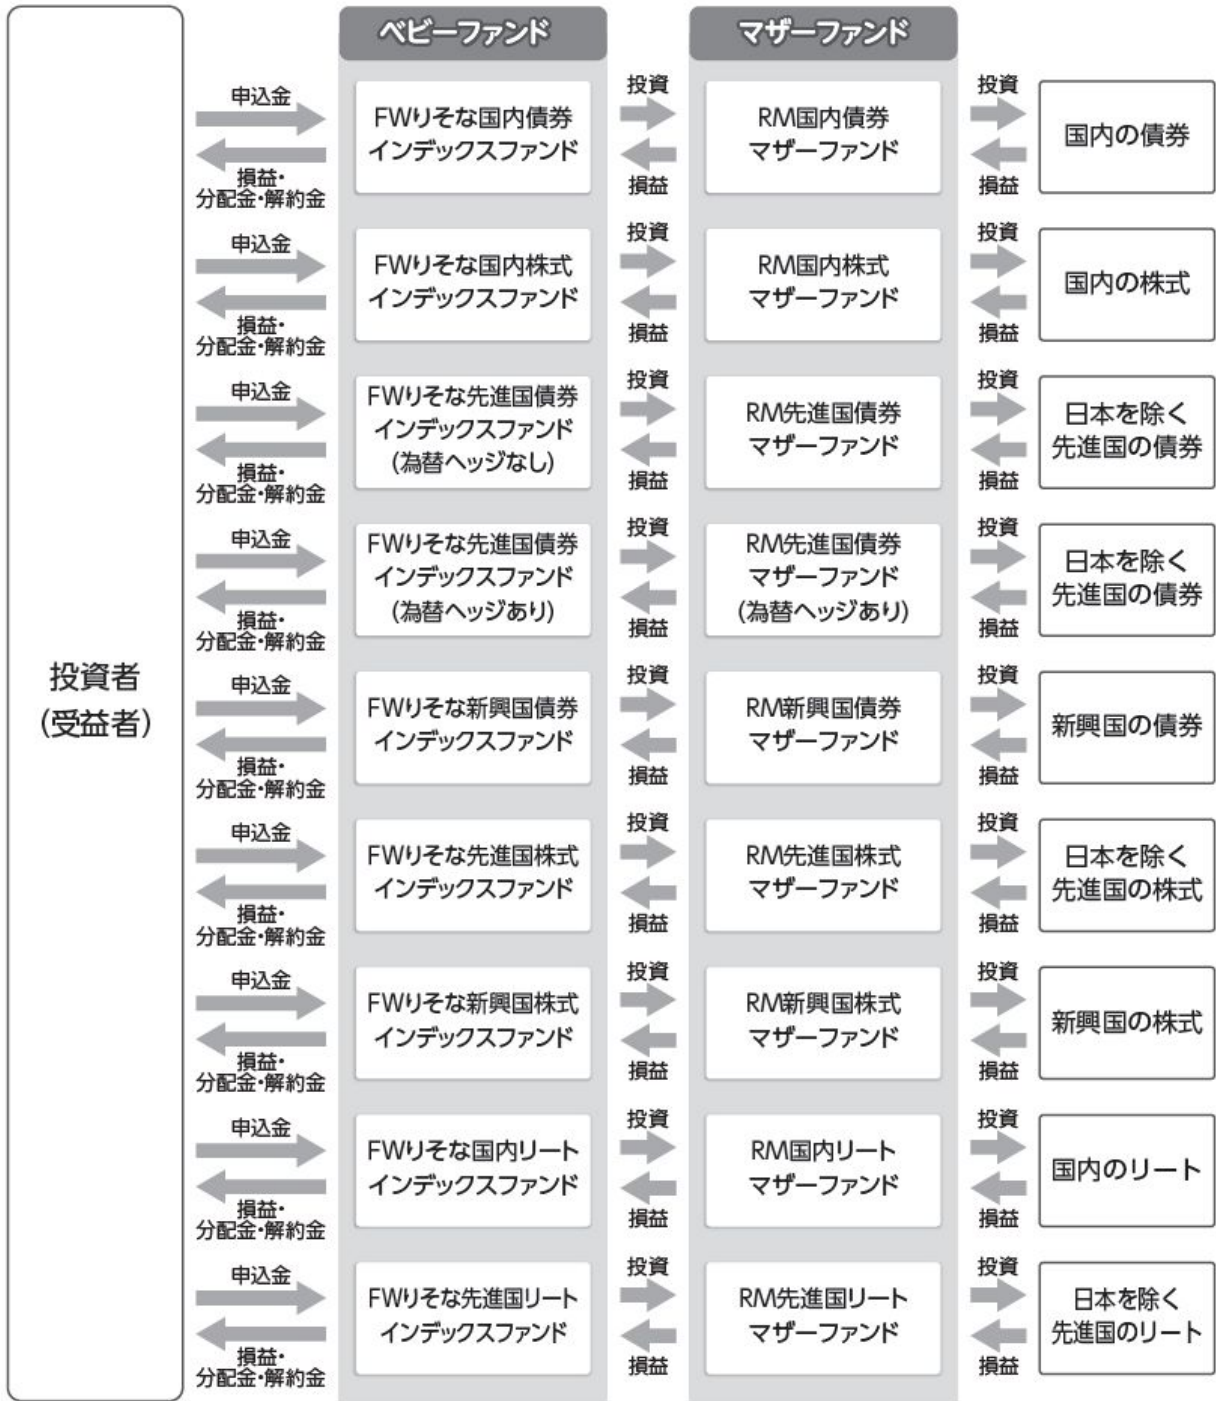 ベビーファンド
マザーファンド
投資者
(受益者)
申込金
損益・
分配金・解約金
FWりそな国内債券
インデックスファンド
投資
損益
RM国内債券
マザーファンド
投資
損益
国内の債券
申込金
損益・
分配金・解約金
FWりそな国内株式
インデックスファンド
投資
損益
RM国内株式
マザーファンド
投資
損益
国内の株式
申込金
損益・
分配金・解約金
FWりそな先進国債券
インデックスファンド
(為替ヘッジなし)
投資
損益
RM先進国債券
マザーファンド
投資
損益
日本を除く
先進国の債券
申込金
損益・
分配金・解約金
FWりそな先進国債券
インデックスファンド
(為替ヘッジあり)
投資
損益
RM先進国債券
マザーファンド
(為替ヘッジあり)
投資
損益
日本を除く
先進国の債券
申込金
損益・
分配金・解約金
FWりそな新興国債券
インデックスファンド
投資
損益
RM新興国債券
マザーファンド
投資
損益
新興国の債券
申込金
損益・
分配金・解約金
FWりそな先進国株式
インデックスファンド
投資
損益
RM先進国株式
マザーファンド
投資
損益
日本を除く
先進国の株式
申込金
損益・
分配金・解約金
FWりそな新興国株式
インデックスファンド
投資
損益
RM新興国株式
マザーファンド
投資
損益
新興国の株式
申込金
損益・
分配金・解約金
FWりそな国内リート
インデックスファンド
投資
損益
RM国内リート
マザーファンド
投資
損益
国内のリート
申込金
損益・
分配金・解約金
FWりそな先進国リート
インデックスファンド
投資
損益
RM先進国リート
マザーファンド
投資
損益
日本を除く
先進国のリート